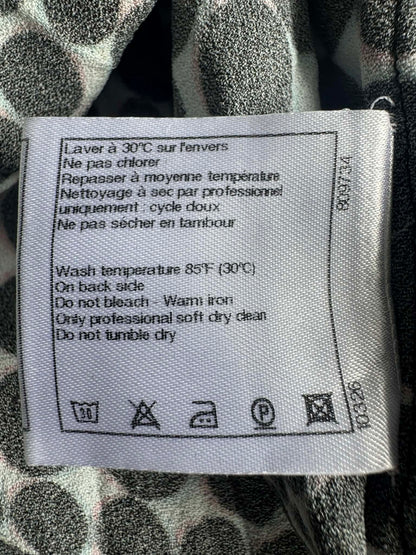 Laver à 30°C sur l'envers
Ne pas chlorer
Repasser à moyenne température
Nettoyage à sec par professionnel
uniquement : cycle doux
Ne pas sécher en tambour
Wash temperature 85°F (30°C)
On back side
Do not bleach - Warm iron
Only professional soft dry clean
Do not tumble dry
30
P
809734